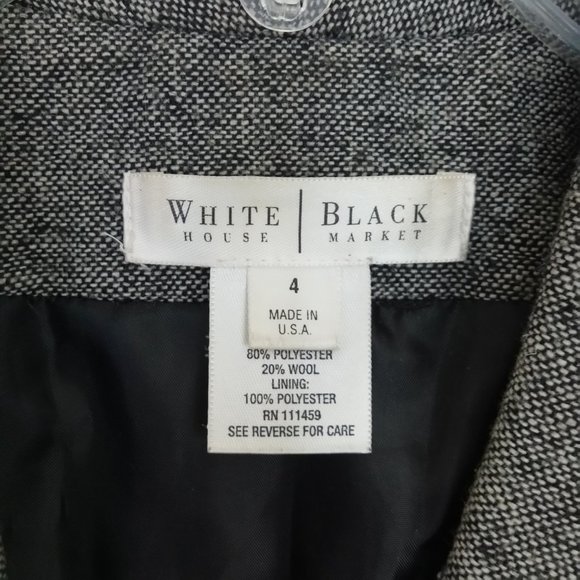 WHITE | BLACK
HOUSE MARKET
4
MADE IN
U.S.A.
80% POLYESTER
20% WOOL
LINING:
100% POLYESTER
RN 111459
SEE REVERSE FOR CARE